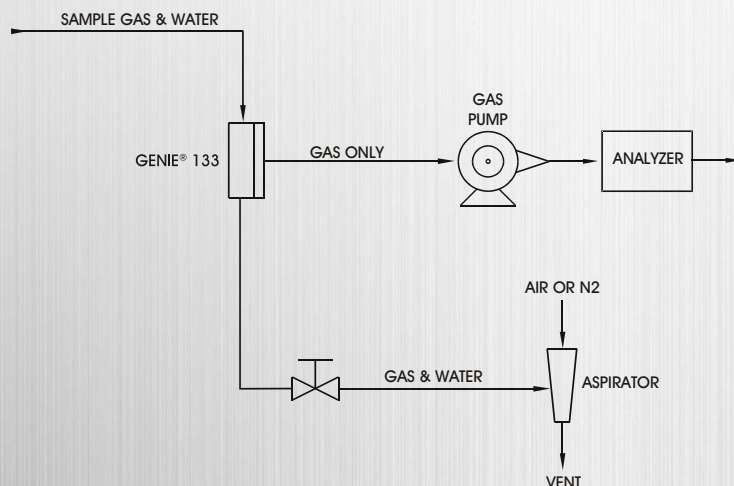 SAMPLE GAS & WATER
GAS
PUMP
GENIE® 133
GAS ONLY
ANALYZER
AIR OR N2
GAS & WATER
ASPIRATOR
VENT